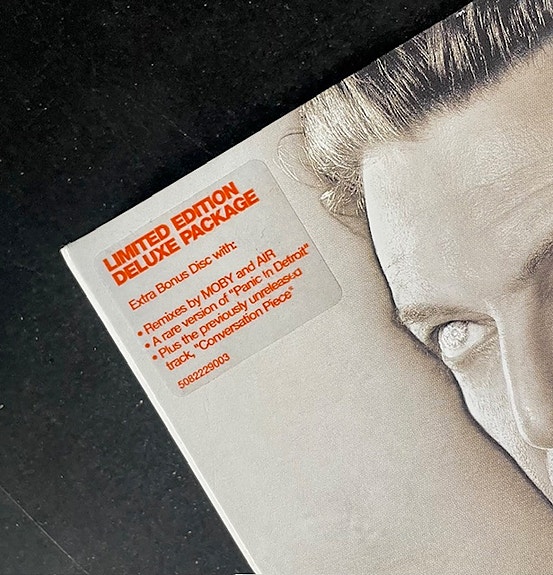 LIMITED EDITION
DELUXE PACKAGE
Extra Bonus Disc with:
• Remixes by MOBY and AIR
• A rare version of "Panic In Detroit"
• Plus the previously unreleased
track, "Conversation Piece"
5082229003